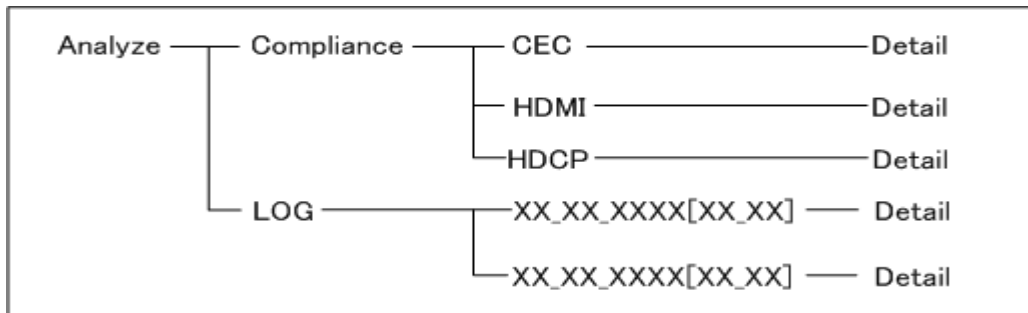 Analyze Compliance CEC Detail
HDMI Detail
HDCP Detail
LOG XX_XX_XXXX[XX_XX] Detail
XX_XX_XXXX[XX_XX] Detail